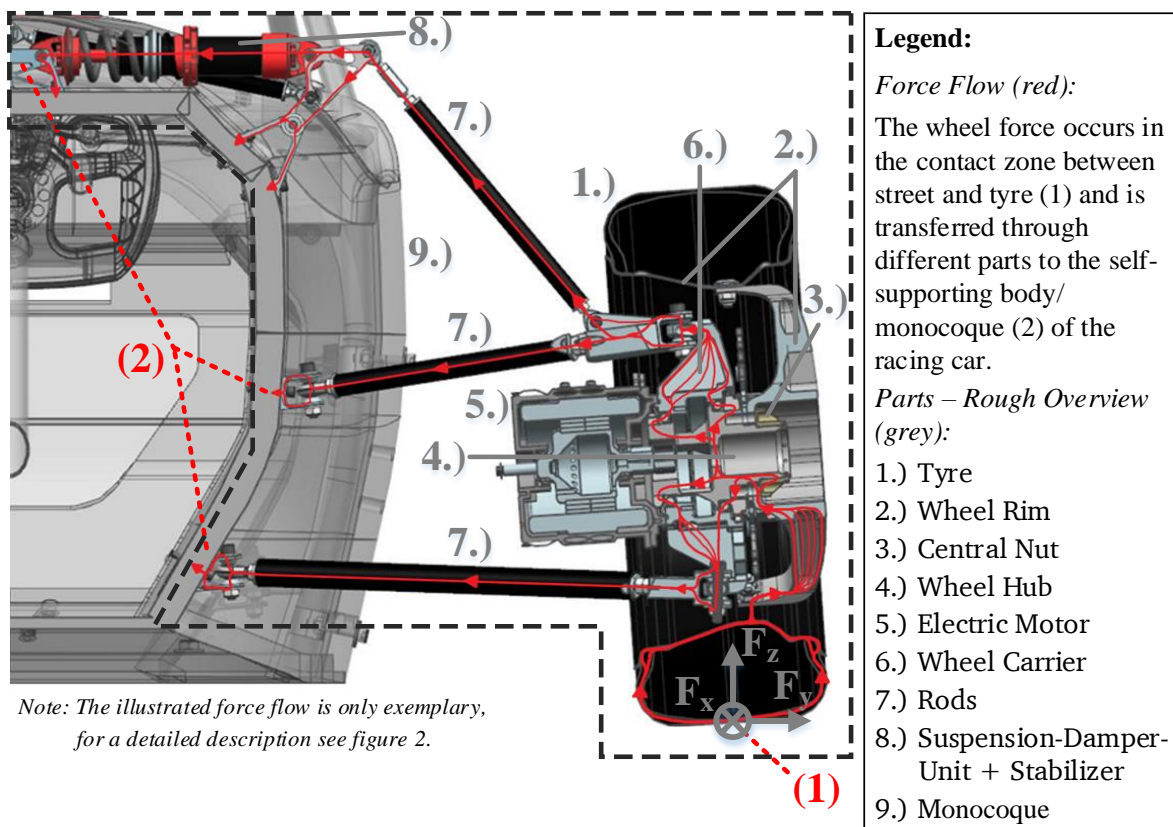 8.)
7.)
6.)
2.)
1.)
9.)
3.)
7.)
(2)
5.)
4.)
7.)
F_z
F_x
F_y
(1)
Note: The illustrated force flow is only exemplary,
for a detailed description see figure 2.
Legend:
Force Flow (red):
The wheel force occurs in
the contact zone between
street and tyre (1) and is
transferred through
different parts to the self-
supporting body/
monocoque (2) of the
racing car.
Parts – Rough Overview
(grey):
1.) Tyre
2.) Wheel Rim
3.) Central Nut
4.) Wheel Hub
5.) Electric Motor
6.) Wheel Carrier
7.) Rods
8.) Suspension-Damper-
Unit + Stabilizer
9.) Monocoque